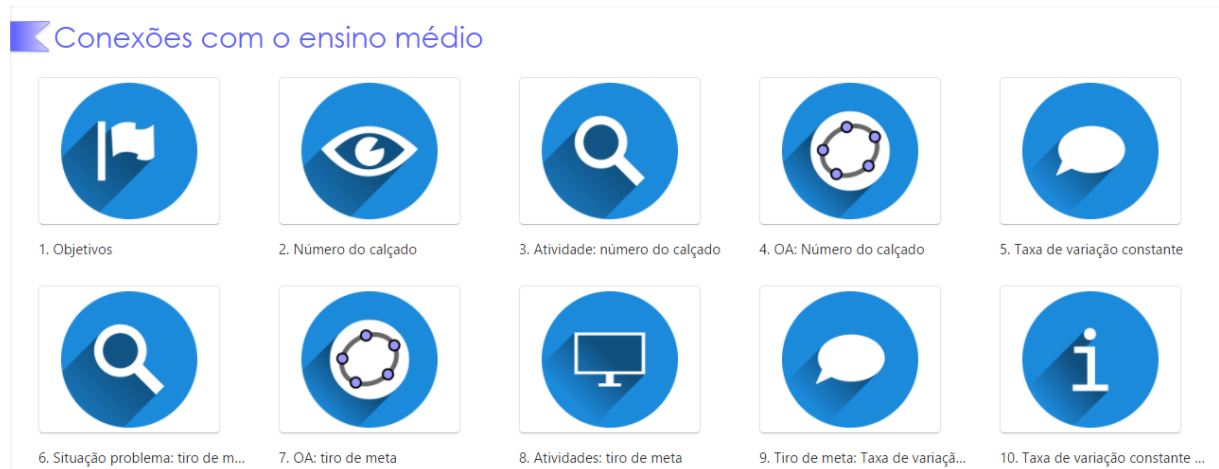 Conexões com o ensino médio
1. Objetivos
2. Número do calçado
3. Atividade: número do calçado
4. OA: Número do calçado
5. Taxa de variação constante
6. Situação problema: tiro de m...
7. OA: tiro de meta
8. Atividades: tiro de meta
9. Tiro de meta: Taxa de variaçã...
10. Taxa de variação constante ...